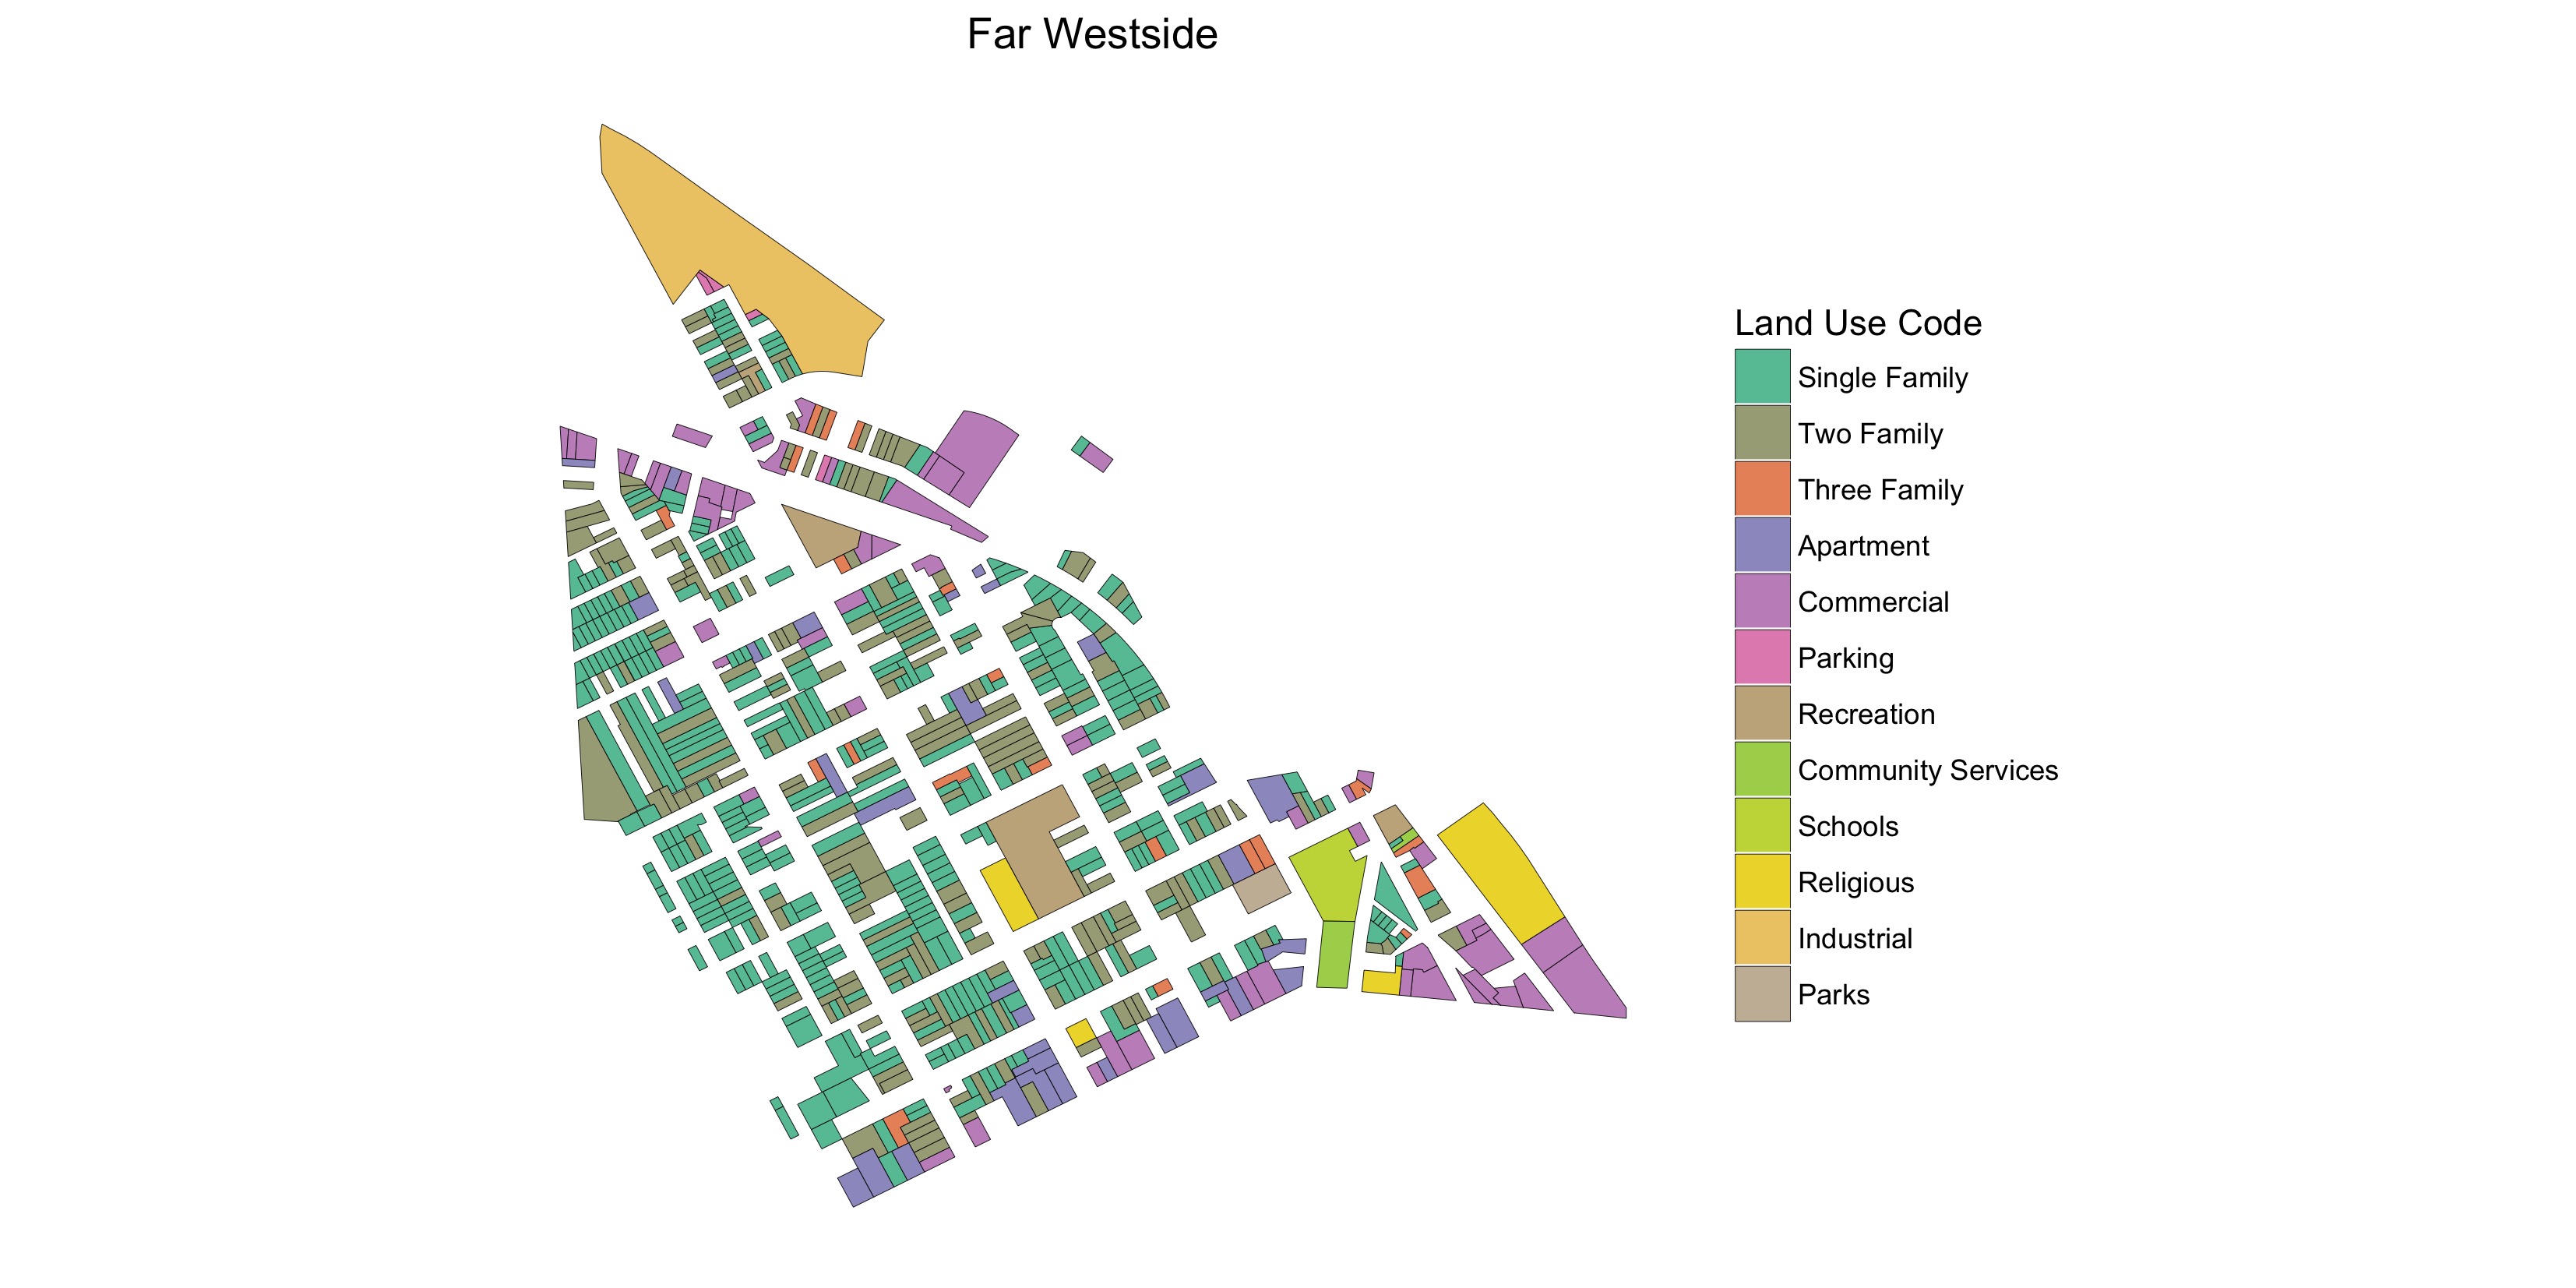 Far Westside
Land Use Code
Single Family
Two Family
Three Family
Apartment
Commercial
Parking
Recreation
Community Services
Schools
Religious
Industrial
Parks